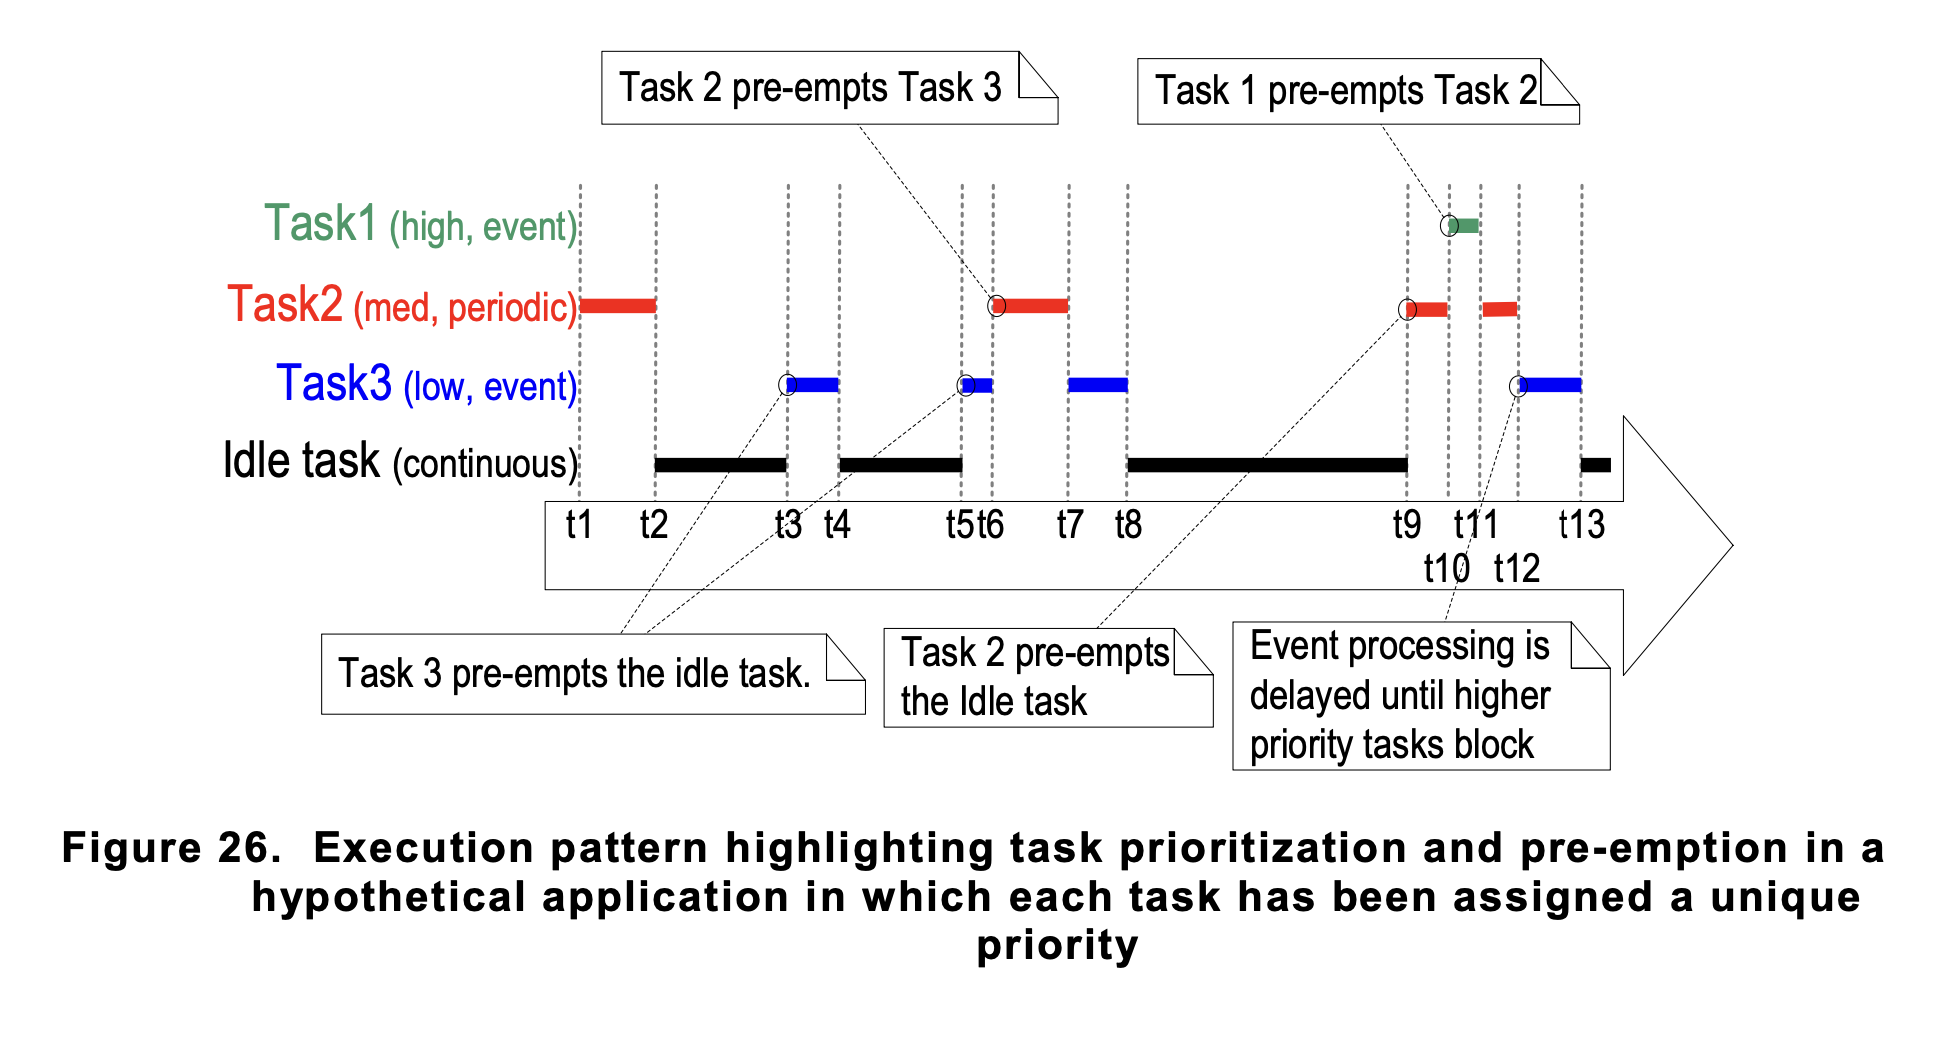 Task 2 pre-empts Task 3
Task 1 pre-empts Task 2
Task1 (high, event)
Task2 (med, periodic)
Task3 (low, event)
Idle task (continuous)
t1 t2 t3 t4 t5 t6 t7 t8 t9 t11 t13
t10 t12
Task 3 pre-empts the idle task.
Task 2 pre-empts
the Idle task
Event processing is
delayed until higher
priority tasks block
Figure 26. Execution pattern highlighting task prioritization and pre-emption in a
hypothetical application in which each task has been assigned a unique
priority